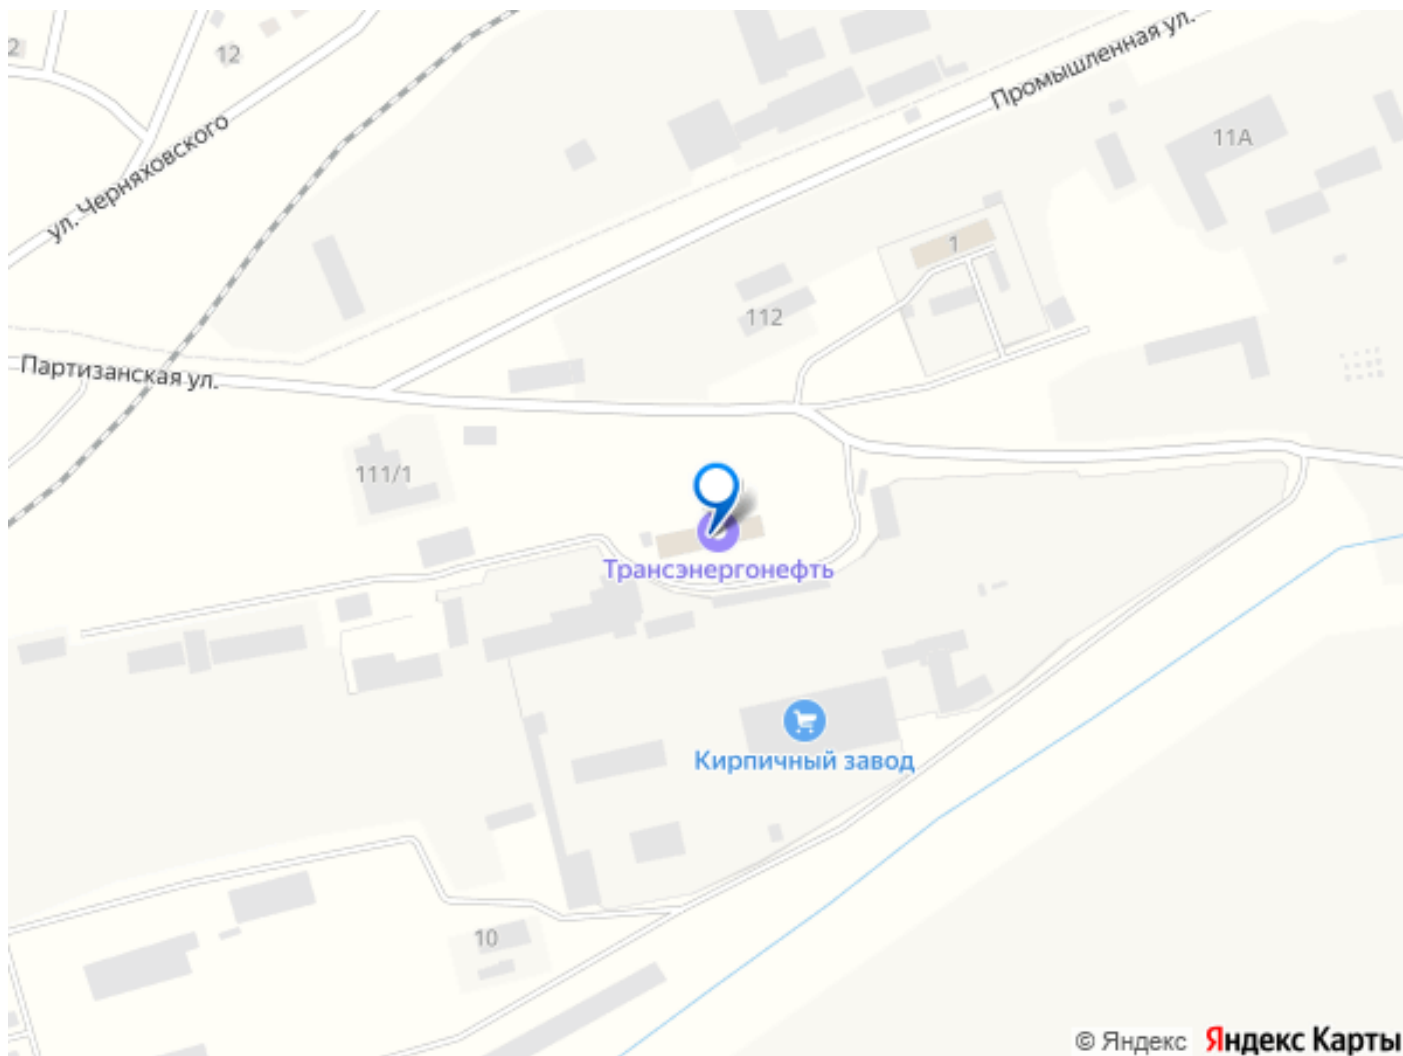 2
12
ул. Черняховского
Промышленная ул.
11А
1
112
Партизанская ул.
111/1
Трансэнергонефть
Кирпичный завод
10
© Яндекс Яндекс Карты